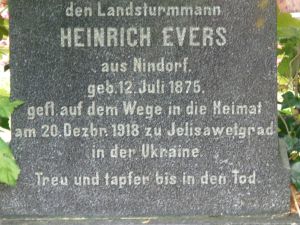 den Landsturmmann
HEINRICH EVERS
aus Nindorf,
geb. 12. Juli 1875,
gefl. auf dem Wege in die Heimat
am 20. Dezbr. 1918 zu Jelisawetgrad
in der Ukraine.
Treu und tapfer bis in den Tod.